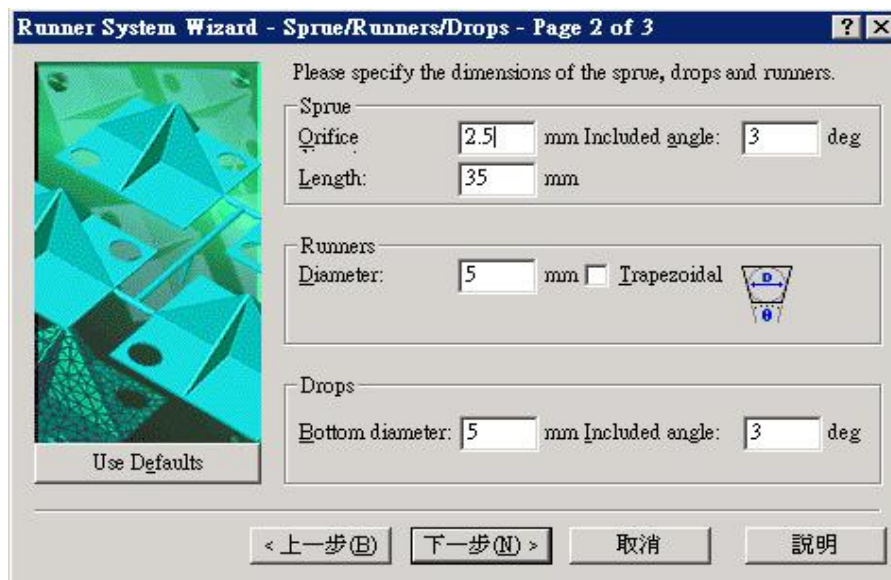 Runner System Wizard - Sprue/Runners/Drops - Page 2 of 3
Please specify the dimensions of the sprue, drops and runners.
Sprue
Orifice 2.5 mm Included angle: 3 deg
Length: 35 mm
Runners
Diameter: 5 mm Trapezoidal
D
θ
Drops
Bottom diameter: 5 mm Included angle: 3 deg
Use Defaults
< 上一步(B) 下一步(N) > 取消 說明